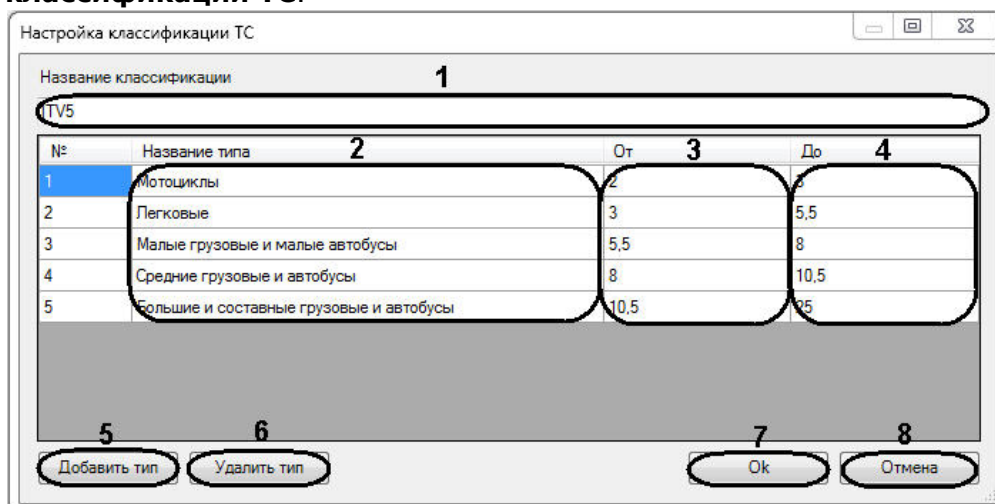 классификации ТС.
Настройка классификации ТС
Название классификации 1
TV5
№ Название типа 2 От 3 До 4
1 Мотоциклы 2 3
2 Легковые 3 5,5
3 Малые грузовые и малые автобусы 5,5 8
4 Средние грузовые и автобусы 8 10,5
5 Большие и составные грузовые и автобусы 10,5 25
5 6 7 8
Добавить тип Удалить тип Ok Отмена